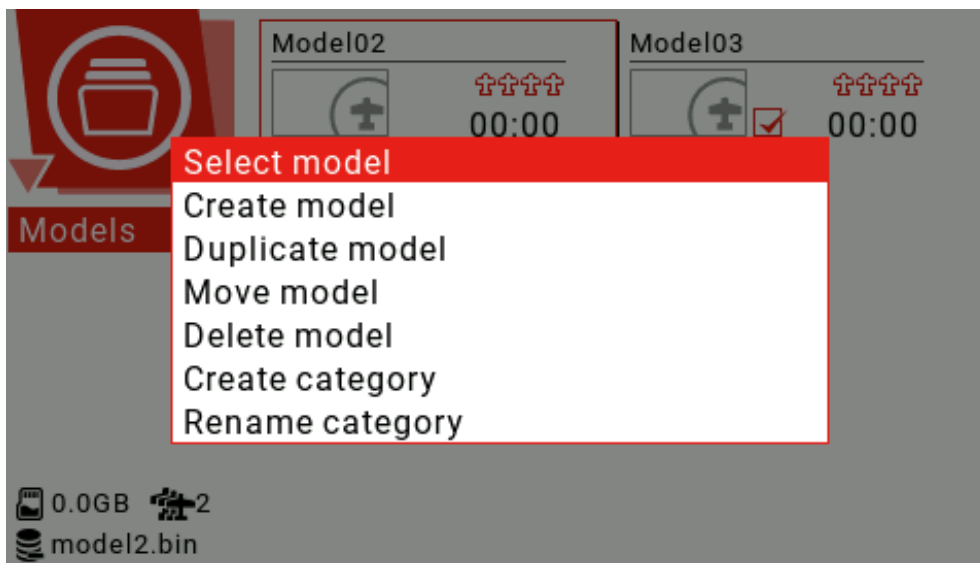 Model02
Model03
00:00
00:00
Select model
Create model
Models
Duplicate model
Move model
Delete model
Create category
Rename category
0.0GB
2
model2.bin